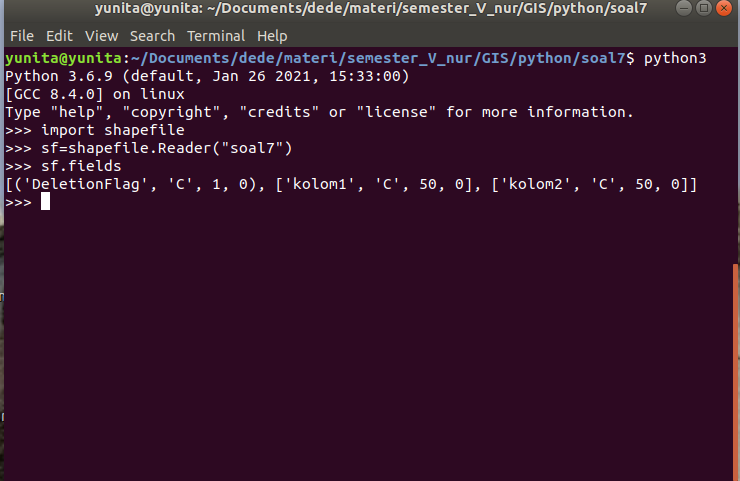 yunita@yunita: ~/Documents/dede/materi/semester_V_nur/GIS/python/soal7
File Edit View Search Terminal Help
yunita@yunita:~/Documents/dede/materi/semester_V_nur/GIS/python/soal7$ python3
Python 3.6.9 (default, Jan 26 2021, 15:33:00)
[GCC 8.4.0] on linux
Type "help", "copyright", "credits" or "license" for more information.
>>> import shapefile
>>> sf=shapefile.Reader("soal7")
>>> sf.fields
[('DeletionFlag', 'C', 1, 0), ['kolom1', 'C', 50, 0], ['kolom2', 'C', 50, 0]]
>>>